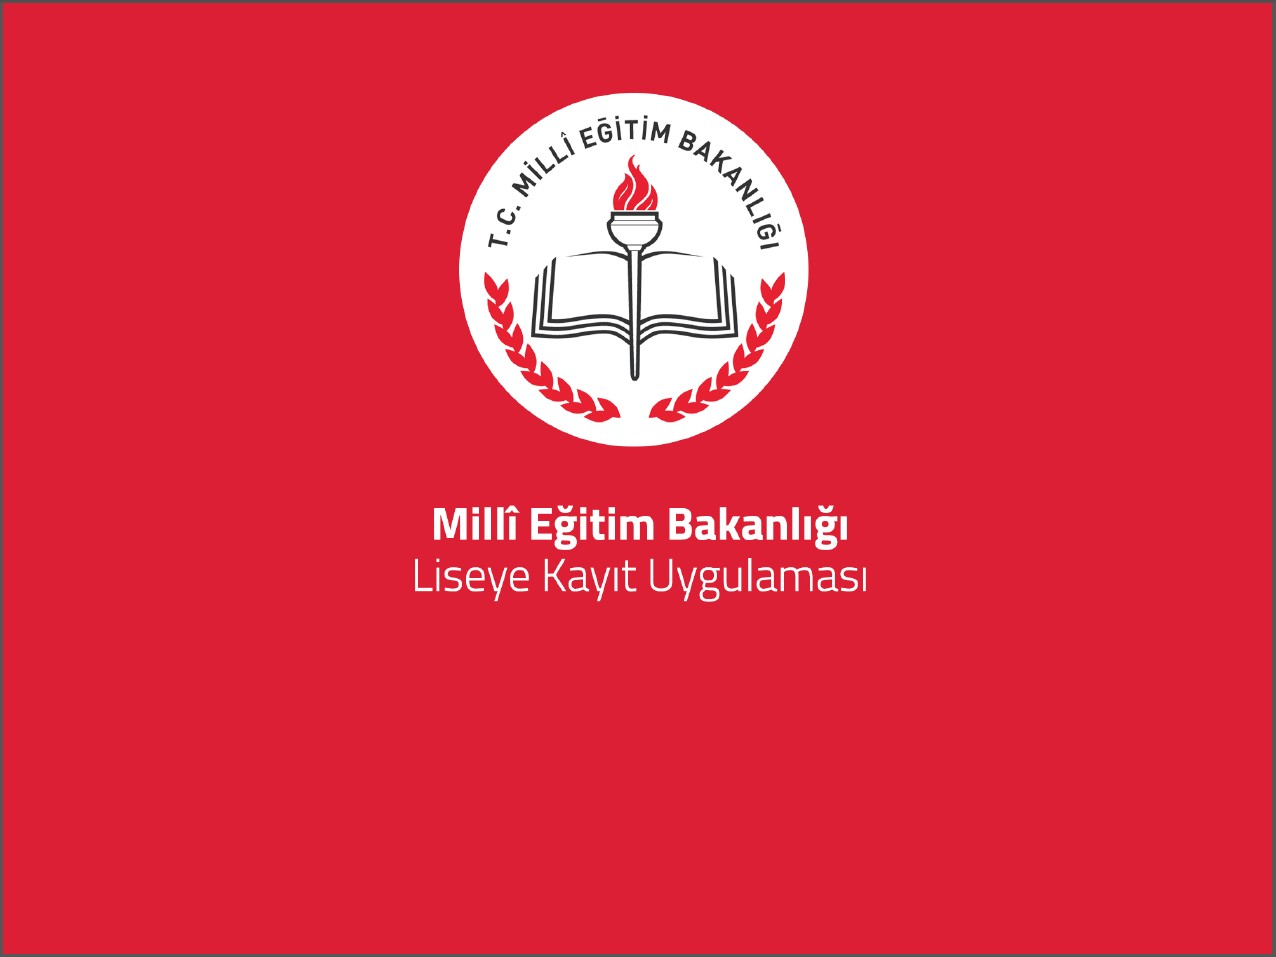 T.C. MİLLÎ EĞİTİM BAKANLIĞI
Millî Eğitim Bakanlığı
Liseye Kayıt Uygulaması